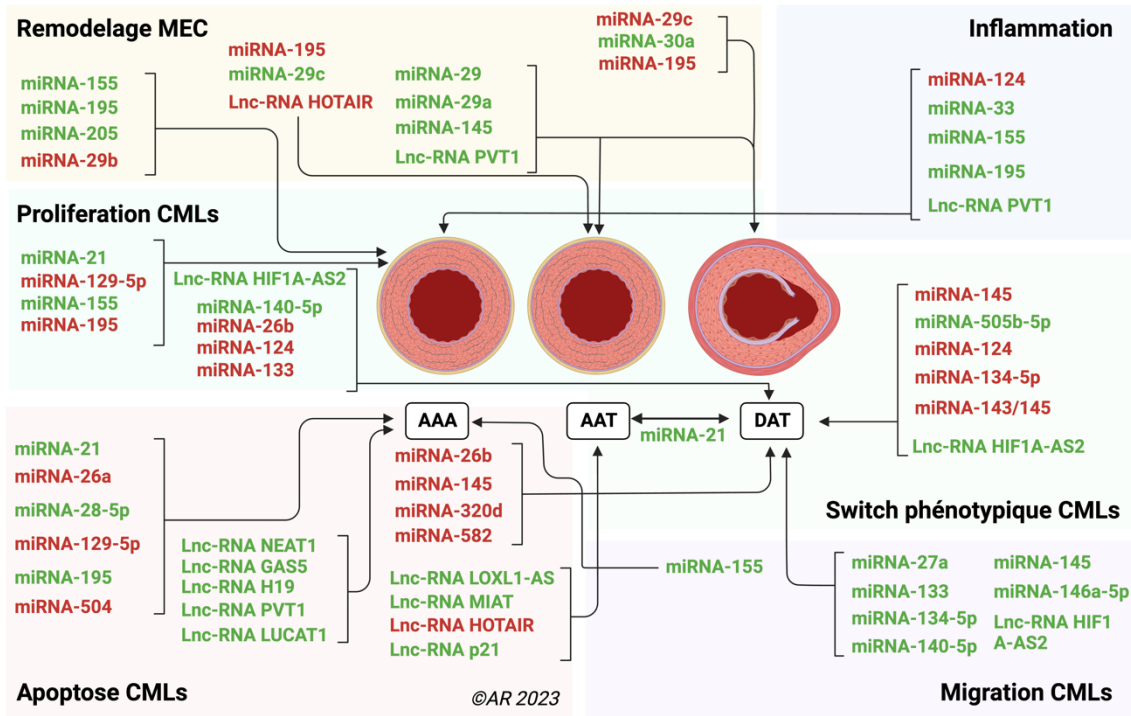 Remodelage MEC
miRNA-155
miRNA-195
miRNA-205
miRNA-29b
miRNA-195
miRNA-29c
Lnc-RNA HOTAIR
miRNA-29
miRNA-29a
miRNA-145
Lnc-RNA PVT1
miRNA-29c
miRNA-30a
miRNA-195
Inflammation
miRNA-124
miRNA-33
miRNA-155
miRNA-195
Lnc-RNA PVT1
Proliferation CMLs
miRNA-21
miRNA-129-5p
miRNA-155
miRNA-195
Lnc-RNA HIF1A-AS2
miRNA-140-5p
miRNA-26b
miRNA-124
miRNA-133
miRNA-145
miRNA-505b-5p
miRNA-124
miRNA-134-5p
miRNA-143/145
Lnc-RNA HIF1A-AS2
Switch phénotypique CMLs
AAA
AAT
miRNA-21
DAT
miRNA-21
miRNA-26a
miRNA-28-5p
miRNA-129-5p
miRNA-195
miRNA-504
Lnc-RNA NEAT1
Lnc-RNA GAS5
Lnc-RNA H19
Lnc-RNA PVT1
Lnc-RNA LUCAT1
miRNA-26b
miRNA-145
miRNA-320d
miRNA-582
Lnc-RNA LOXL1-AS
Lnc-RNA MIAT
Lnc-RNA HOTAIR
Lnc-RNA p21
Apoptose CMLs
©AR 2023
miRNA-155
miRNA-27a
miRNA-133
miRNA-134-5p
miRNA-140-5p
miRNA-145
miRNA-146a-5p
Lnc-RNA HIF1
A-AS2
Migration CMLs